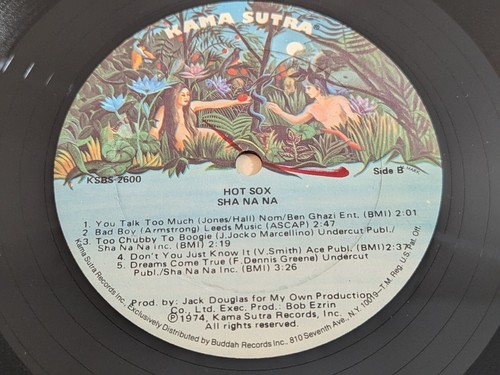 KAMA SUTRA
KSBS-2600
Side B
HOT SOX
SHA NA NA
1. You Talk Too Much (Jones/Hall) Nom/Ben Ghazi Ent. (BMI) 2:01
2. Bad Boy (Armstrong) Leeds Music (ASCAP) 2:47
3. Too Chubby To Boogie (J.Jocko Marcellino) Undercut Publ./
Sha Na Na Inc. (BMI) 2:19
4. Don't You Just Know It (V.Smith) Ace Publ. (BMI)2:37
5. Dreams Come True (F. Dennis Greene) Undercut
Publ./Sha Na Na Inc. (BMI) 3:26
Prod. by: Jack Douglas for My Own Production
Co., Ltd. Exec. Prod.: Bob Ezrin
Ⓟ1974, Kama Sutra Records, Inc.
All rights reserved.
Kama Sutra Records Inc., Exclusively Distributed by Buddah Records Inc., 810 Seventh Ave., N.Y. 10019–T.M. Reg. U.S. Pat. Off.